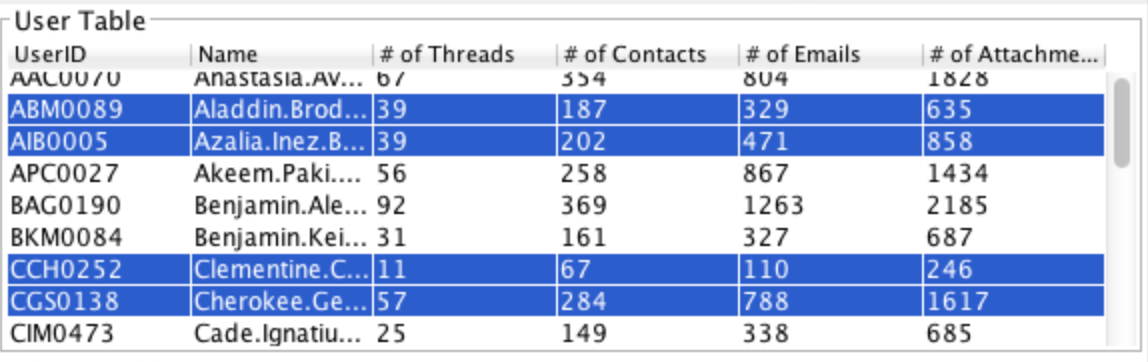 User Table
UserID Name # of Threads # of Contacts # of Emails # of Attachme...
AAC0070 Anastasia.Av... 67 354 804 1828
ABM0089 Aladdin.Brod... 39 187 329 635
AIB0005 Azalia.Inez.B... 39 202 471 858
APC0027 Akeem.Paki.... 56 258 867 1434
BAG0190 Benjamin.Ale... 92 369 1263 2185
BKM0084 Benjamin.Kei... 31 161 327 687
CCH0252 Clementine.C... 11 67 110 246
CGS0138 Cherokee.Ge... 57 284 788 1617
CIM0473 Cade.Ignatiu... 25 149 338 685